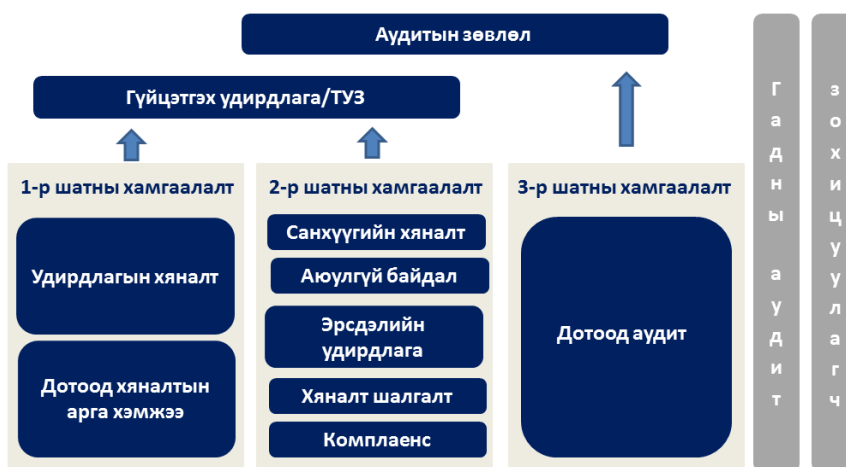 Аудитын зөвлөл
Гүйцэтгэх удирдлага/ТУЗ
1-р шатны хамгаалалт
Удирдлагын хяналт
Дотоод хяналтын
арга хэмжээ
2-р шатны хамгаалалт
Санхүүгийн хяналт
Аюулгүй байдал
Эрсдэлийн
удирдлага
Хяналт шалгалт
Комплаенс
3-р шатны хамгаалалт
Дотоод аудит
Гадны аудит
зохицуулагч